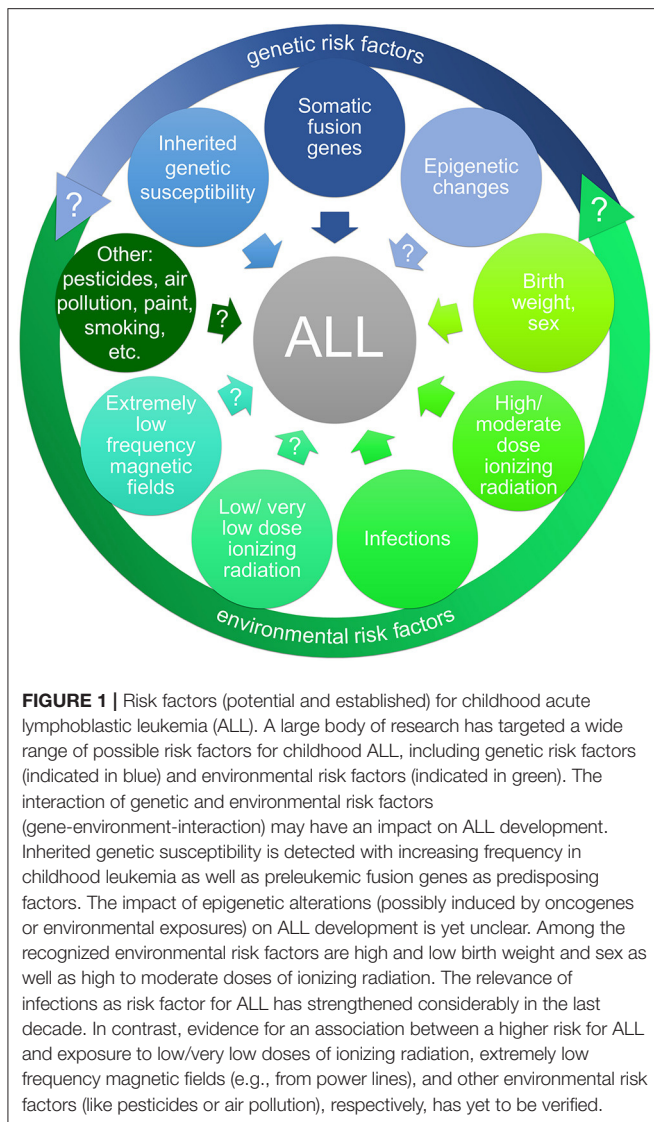 genetic risk factors
Somatic
fusion
genes
Inherited
genetic
susceptibility
Epigenetic
changes
?
?
Other:
pesticides, air
pollution, paint,
smoking,
etc.
?
?
Birth
weight,
sex
ALL
Extremely
low
frequency
magnetic
fields
?
High/
moderate
dose
ionizing
radiation
?
Low/ very
low dose
ionizing
radiation
Infections
environmental risk factors
FIGURE 1 | Risk factors (potential and established) for childhood acute
lymphoblastic leukemia (ALL). A large body of research has targeted a wide
range of possible risk factors for childhood ALL, including genetic risk factors
(indicated in blue) and environmental risk factors (indicated in green). The
interaction of genetic and environmental risk factors
(gene-environment-interaction) may have an impact on ALL development.
Inherited genetic susceptibility is detected with increasing frequency in
childhood leukemia as well as preleukemic fusion genes as predisposing
factors. The impact of epigenetic alterations (possibly induced by oncogenes
or environmental exposures) on ALL development is yet unclear. Among the
recognized environmental risk factors are high and low birth weight and sex as
well as high to moderate doses of ionizing radiation. The relevance of
infections as risk factor for ALL has strengthened considerably in the last
decade. In contrast, evidence for an association between a higher risk for ALL
and exposure to low/very low doses of ionizing radiation, extremely low
frequency magnetic fields (e.g., from power lines), and other environmental risk
factors (like pesticides or air pollution), respectively, has yet to be verified.